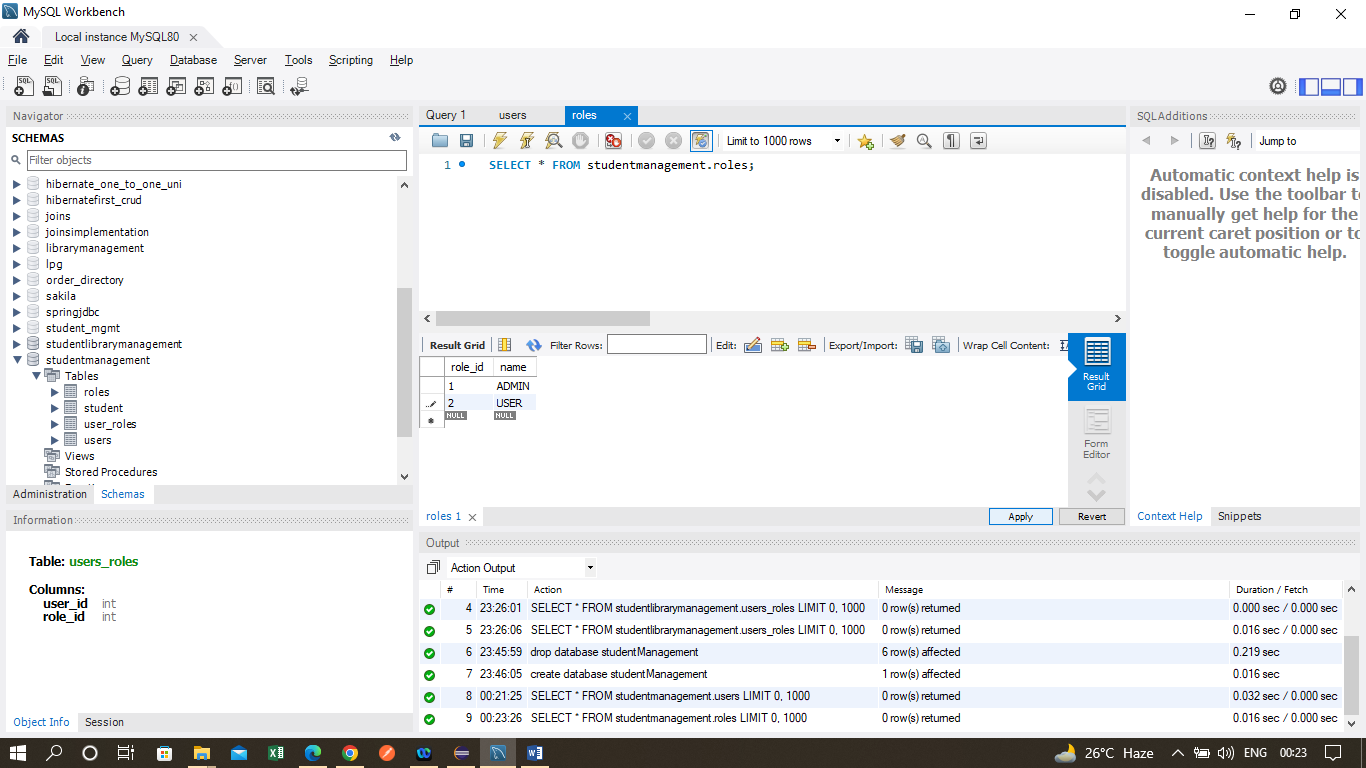 MySQL Workbench
Local instance MySQL80
File Edit View Query Database Server Tools Scripting Help
Navigator
SCHEMAS
Filter objects
hibernate_one_to_one_uni
hibernatefirst_crud
joins
joinsimplementation
librarymanagement
lpg
order_directory
sakila
springjdbc
student_mgmt
studentlibrarymanagement
studentmanagement
Tables
roles
student
user_roles
users
Views
Stored Procedures
Administration Schemas
Information
Table: users_roles
Columns:
user_id int
role_id int
Object Info Session
Query 1 users roles
Limit to 1000 rows
1 SELECT * FROM studentmanagement.roles;
Result Grid Filter Rows: Edit: Export/Import: Wrap Cell Content:
role_id name
1 ADMIN
2 USER
NULL NULL
Result
Grid
Form
Editor
roles 1 Apply Revert
SQLAdditions
Jump to
Automatic context help is
disabled. Use the toolbar to
manually get help for the
current caret position or to
toggle automatic help.
Context Help Snippets
Output
Action Output
# Time Action Message Duration / Fetch
4 23:26:01 SELECT * FROM studentlibrarymanagement.users_roles LIMIT 0, 1000 0 row(s) returned 0.000 sec / 0.000 sec
5 23:26:06 SELECT * FROM studentlibrarymanagement.users_roles LIMIT 0, 1000 0 row(s) returned 0.016 sec / 0.000 sec
6 23:45:59 drop database studentManagement 6 row(s) affected 0.219 sec
7 23:46:05 create database studentManagement 1 row(s) affected 0.016 sec
8 00:21:25 SELECT * FROM studentmanagement.users LIMIT 0, 1000 0 row(s) returned 0.032 sec / 0.000 sec
9 00:23:26 SELECT * FROM studentmanagement.roles LIMIT 0, 1000 0 row(s) returned 0.016 sec / 0.000 sec
26°C Haze ENG 00:23